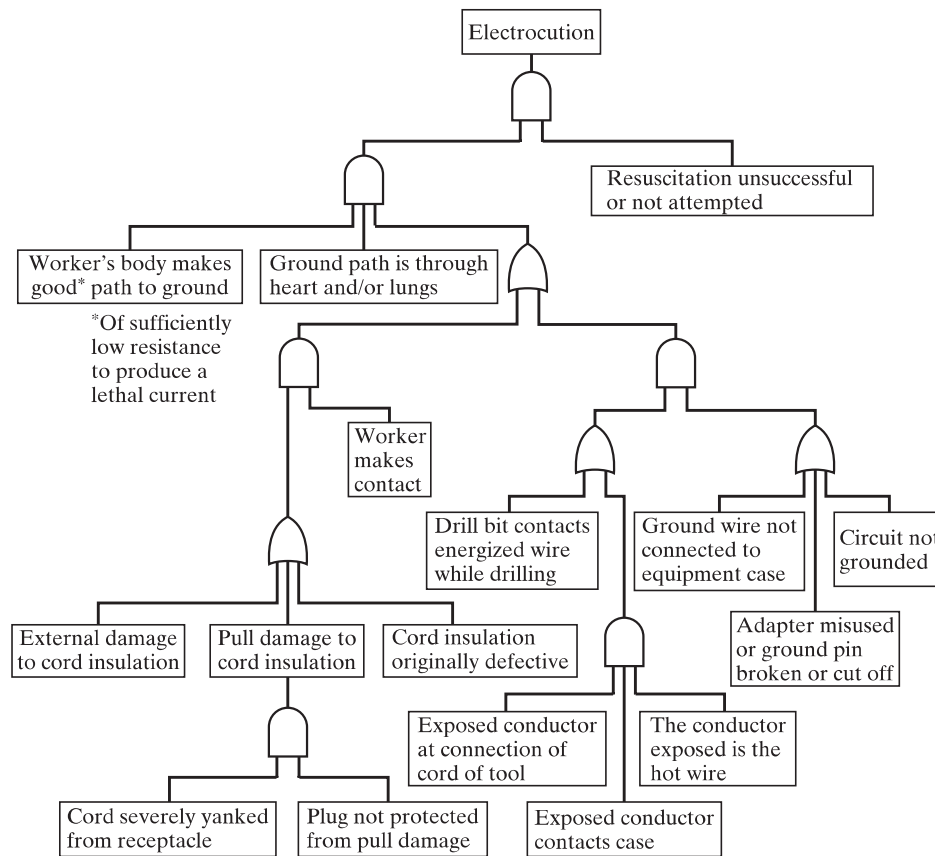 Electrocution
Resuscitation unsuccessful
or not attempted
Worker's body makes
good* path to ground
Ground path is through
heart and/or lungs
*Of sufficiently
low resistance
to produce a
lethal current
Worker
makes
contact
Drill bit contacts
energized wire
while drilling
Ground wire not
connected to
equipment case
Circuit not
grounded
External damage
to cord insulation
Pull damage to
cord insulation
Cord insulation
originally defective
Adapter misused
or ground pin
broken or cut off
Exposed conductor
at connection of
cord of tool
The conductor
exposed is the
hot wire
Cord severely yanked
from receptacle
Plug not protected
from pull damage
Exposed conductor
contacts case